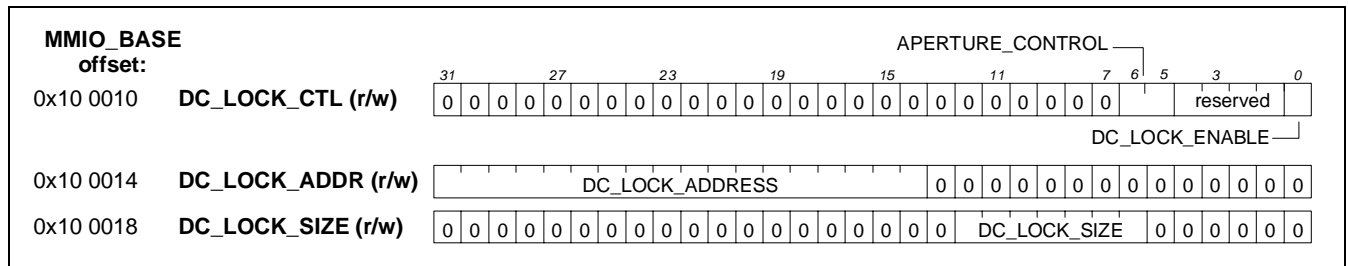 MMIO_BASE
offset:
APERTURE_CONTROL
31 27 23 19 15 11 7 6 5 3 0
0x10 0010 DC_LOCK_CTL (r/w) 0 0 0 0 0 0 0 0 0 0 0 0 0 0 0 0 0 0 0 0 0 0 0 0 0 reserved
DC_LOCK_ENABLE
0x10 0014 DC_LOCK_ADDR (r/w) DC_LOCK_ADDRESS 0 0 0 0 0 0 0 0 0 0 0 0 0 0
0x10 0018 DC_LOCK_SIZE (r/w) 0 0 0 0 0 0 0 0 0 0 0 0 0 0 0 0 0 0 0 DC_LOCK_SIZE 0 0 0 0 0 0